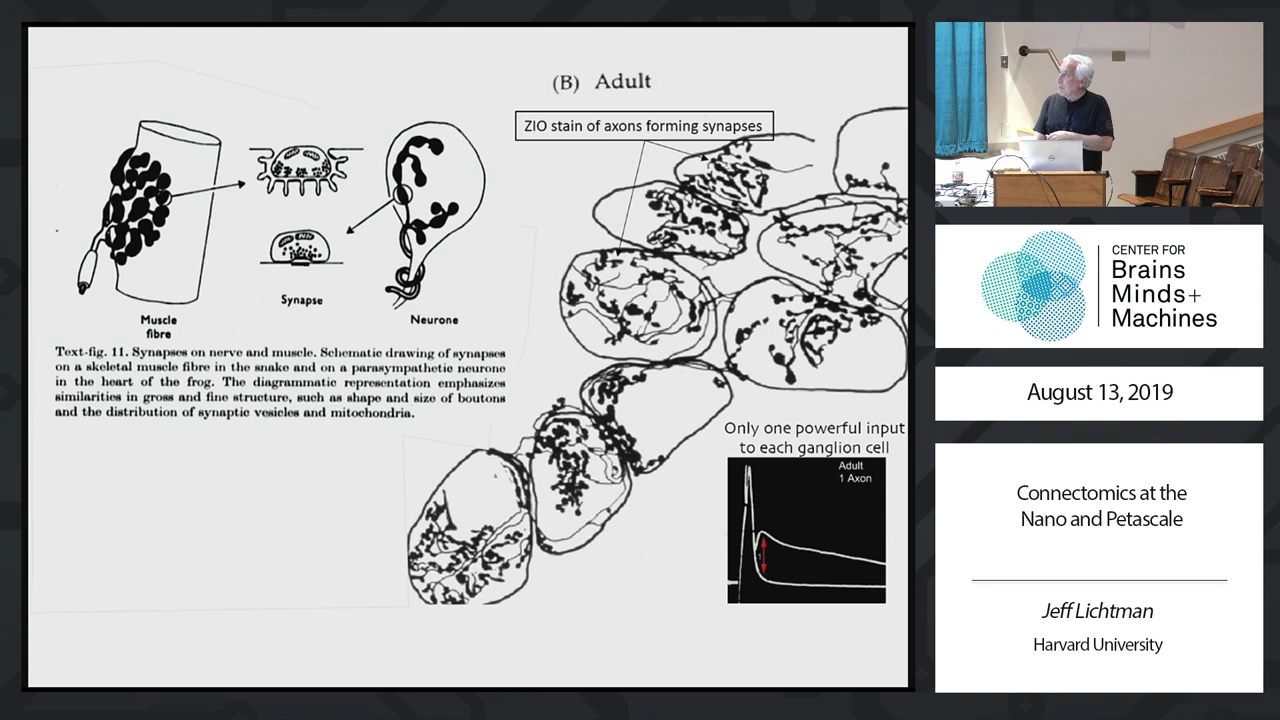 (B) Adult
ZIO stain of axons forming synapses
Synapse
Muscle
fibre
Neurone
Text-fig. 11. Synapses on nerve and muscle. Schematic drawing of synapses
on a skeletal muscle fibre in the snake and on a parasympathetic neurone
in the heart of the frog. The diagrammatic representation emphasizes
similarities in gross and fine structure, such as shape and size of boutons
and the distribution of synaptic vesicles and mitochondria.
Only one powerful input
to each ganglion cell
Adult
1 Axon
CENTER FOR
Brains
Minds+
Machines
August 13, 2019
Connectomics at the
Nano and Petascale
Jeff Lichtman
Harvard University